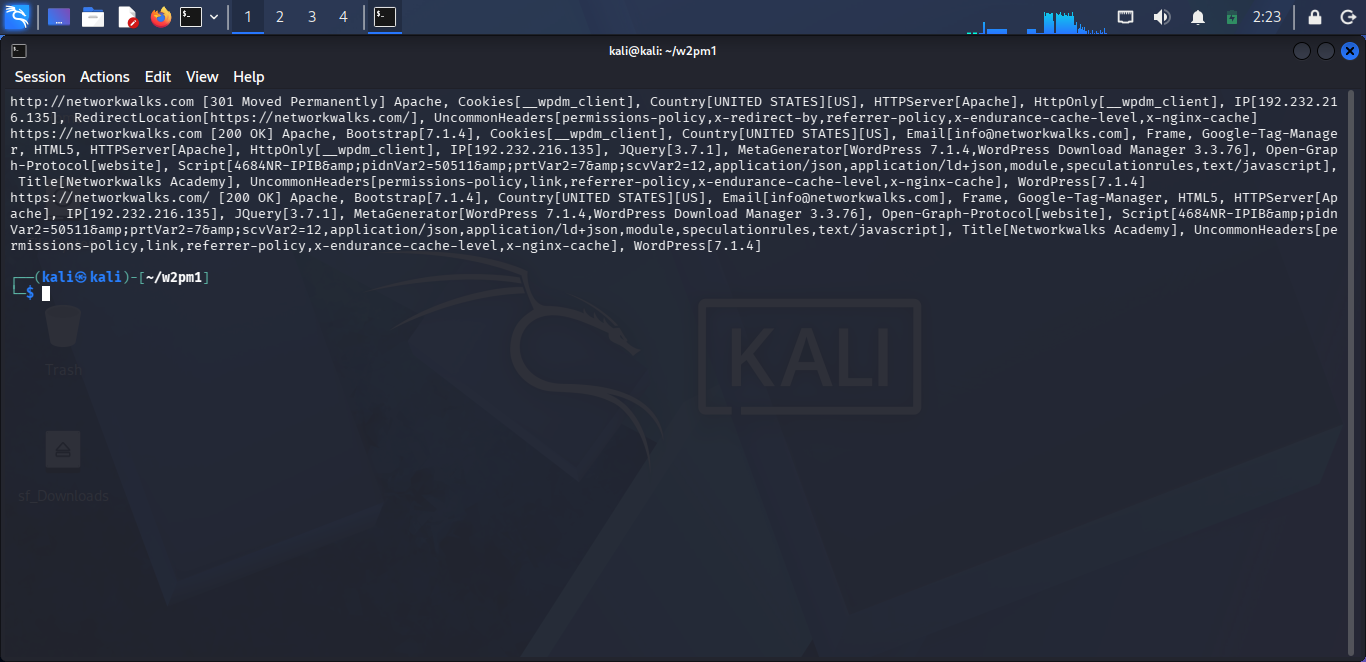 1 2 3 4 2:23
kali@kali: ~/w2pm1
Session Actions Edit View Help
http://networkwalks.com [301 Moved Permanently] Apache, Cookies[__wpdm_client], Country[UNITED STATES][US], HTTPServer[Apache], HttpOnly[__wpdm_client], IP[192.232.21
6.135], RedirectLocation[https://networkwalks.com/], UncommonHeaders[permissions-policy,x-redirect-by,referrer-policy,x-endurance-cache-level,x-nginx-cache]
https://networkwalks.com [200 OK] Apache, Bootstrap[7.1.4], Cookies[__wpdm_client], Country[UNITED STATES][US], Email[info@networkwalks.com], Frame, Google-Tag-Manage
r, HTML5, HTTPServer[Apache], HttpOnly[__wpdm_client], IP[192.232.216.135], JQuery[3.7.1], MetaGenerator[WordPress 7.1.4,WordPress Download Manager 3.3.76], Open-Grap
h-Protocol[website], Script[4684NR-IPIB&amp;pidnVar2=50511&amp;prtVar2=7&amp;scvVar2=12,application/json,application/ld+json,module,speculationrules,text/javascript],
Title[Networkwalks Academy], UncommonHeaders[permissions-policy,link,referrer-policy,x-endurance-cache-level,x-nginx-cache], WordPress[7.1.4]
https://networkwalks.com/ [200 OK] Apache, Bootstrap[7.1.4], Country[UNITED STATES][US], Email[info@networkwalks.com], Frame, Google-Tag-Manager, HTML5, HTTPServer[Ap
ache], IP[192.232.216.135], JQuery[3.7.1], MetaGenerator[WordPress 7.1.4,WordPress Download Manager 3.3.76], Open-Graph-Protocol[website], Script[4684NR-IPIB&amp;pidn
Var2=50511&amp;prtVar2=7&amp;scvVar2=12,application/json,application/ld+json,module,speculationrules,text/javascript], Title[Networkwalks Academy], UncommonHeaders[pe
rmissions-policy,link,referrer-policy,x-endurance-cache-level,x-nginx-cache], WordPress[7.1.4]
┌──(kali㉿kali)-[~/w2pm1]
└─$
KALI
Trash
sf_Downloads